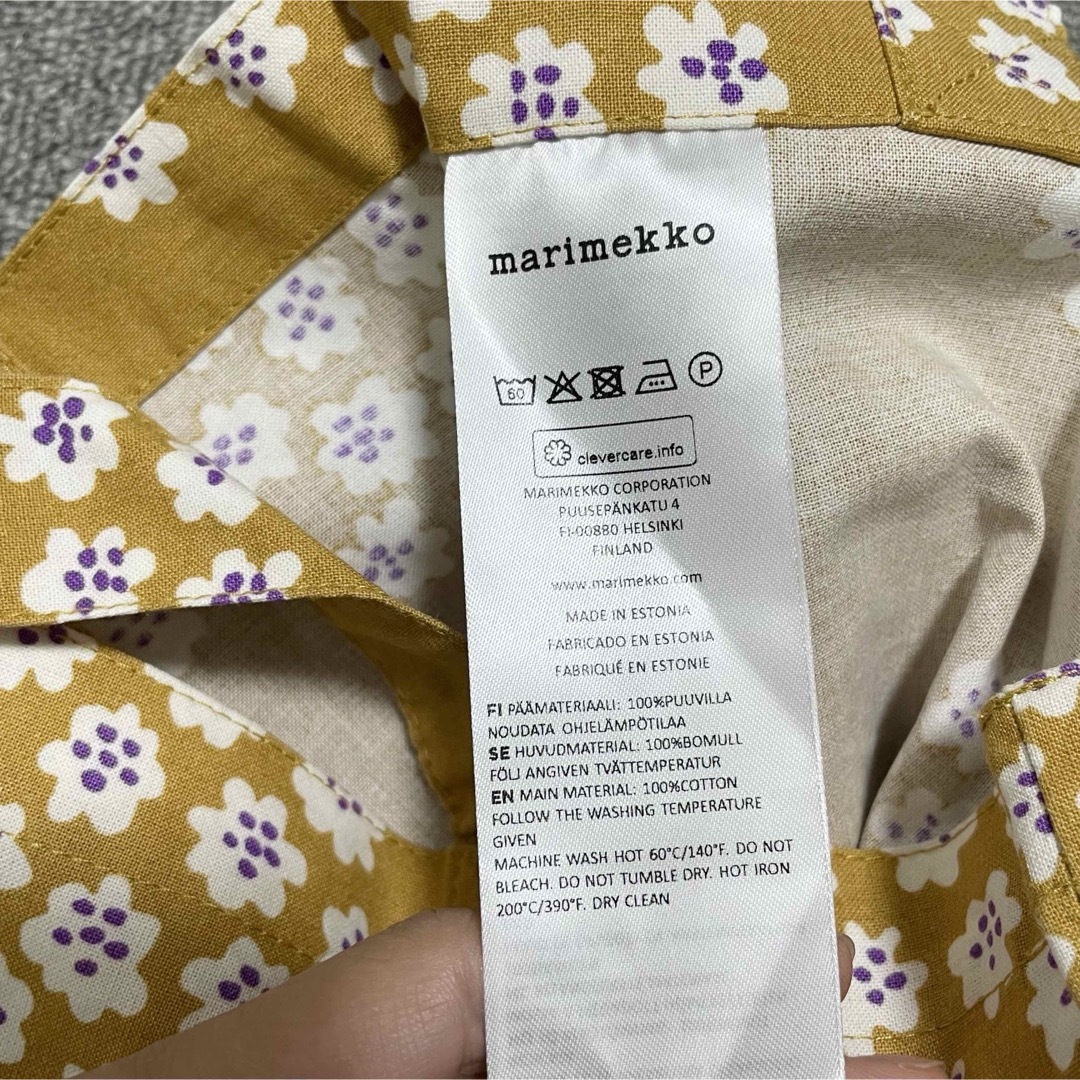 marimekko
60 P
clevercare.info
MARIMEKKO CORPORATION
PUUSEPÄNKATU 4
FI-00880 HELSINKI
FINLAND
www.marimekko.com
MADE IN ESTONIA
FABRICADO EN ESTONIA
FABRIQUÉ EN ESTONIE
FI PÄÄMATERIAALI: 100%PUUVILLA
NOUDATA OHJELÄMPÖTILAA
SE HUVUDMATERIAL: 100%BOMULL
FÖLJ ANGIVEN TVÄTTEMPERATUR
EN MAIN MATERIAL: 100%COTTON
FOLLOW THE WASHING TEMPERATURE
GIVEN
MACHINE WASH HOT 60°C/140°F. DO NOT
BLEACH. DO NOT TUMBLE DRY. HOT IRON
200°C/390°F. DRY CLEAN